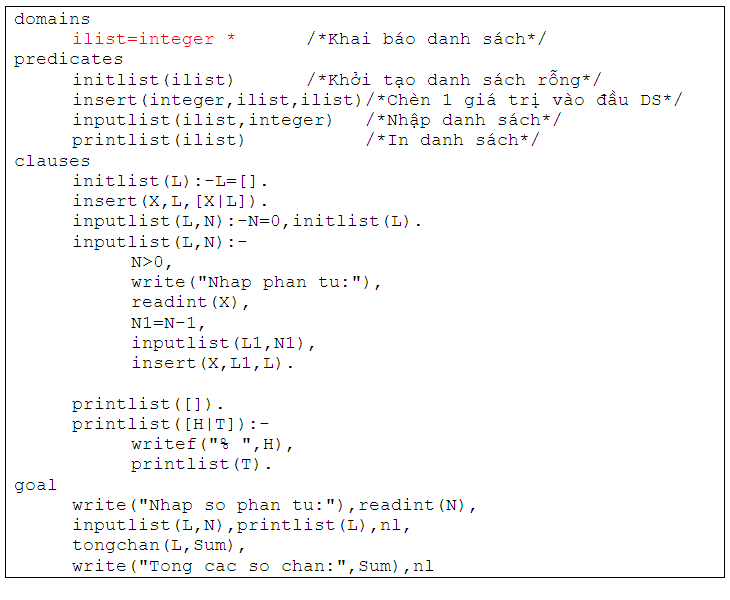 domains
ilist=integer * /*Khai báo danh sách*/
predicates
initlist(ilist) /*Khởi tạo danh sách rỗng*/
insert(integer,ilist,ilist)/*Chèn 1 giá trị vào đầu DS*/
inputlist(ilist,integer) /*Nhập danh sách*/
printlist(ilist) /*In danh sách*/
clauses
initlist(L):-L=[].
insert(X,L,[X|L]).
inputlist(L,N):-N=0,initlist(L).
inputlist(L,N):-
N>0,
write("Nhap phan tu:"),
readint(X),
N1=N-1,
inputlist(L1,N1),
insert(X,L1,L).
printlist([]).
printlist([H|T]):-
writef("% ",H),
printlist(T).
goal
write("Nhap so phan tu:"),readint(N),
inputlist(L,N),printlist(L),nl,
tongchan(L,Sum),
write("Tong cac so chan:",Sum),nl